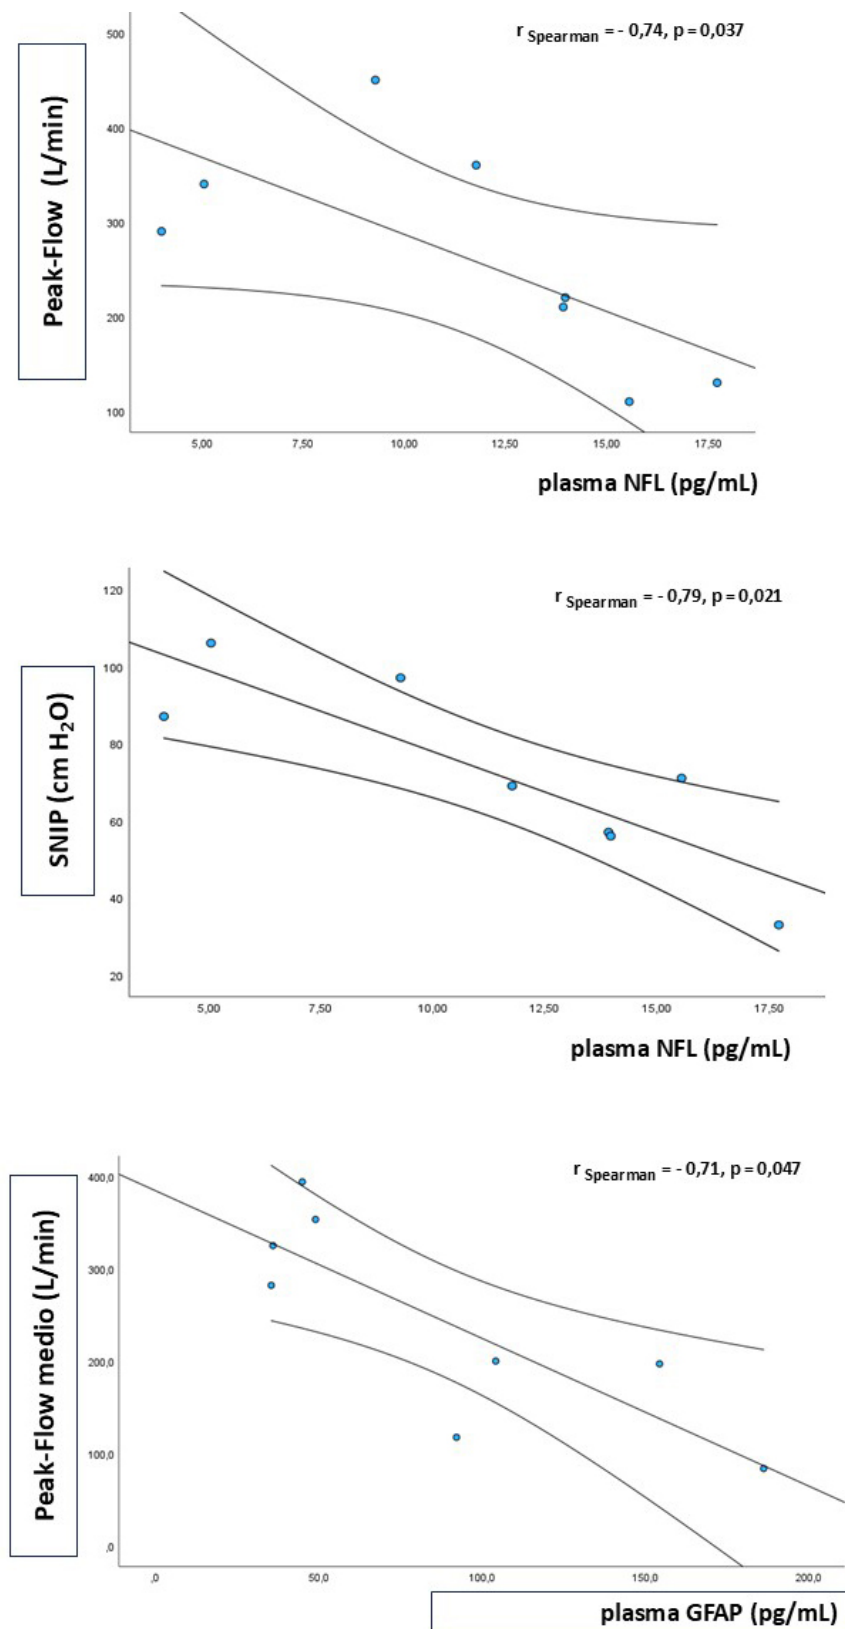 r Spearman = - 0,74, p = 0,037
Peak-Flow (L/min)
500
400
300
200
100
5,00 7,50 10,00 12,50 15,00 17,50
plasma NFL (pg/mL)
r Spearman = - 0,79, p = 0,021
SNIP (cm H₂O)
120
100
80
60
40
20
5,00 7,50 10,00 12,50 15,00 17,50
plasma NFL (pg/mL)
r Spearman = - 0,71, p = 0,047
Peak-Flow medio (L/min)
400,0
300,0
200,0
100,0
,0
,0 50,0 100,0 150,0 200,0
plasma GFAP (pg/mL)